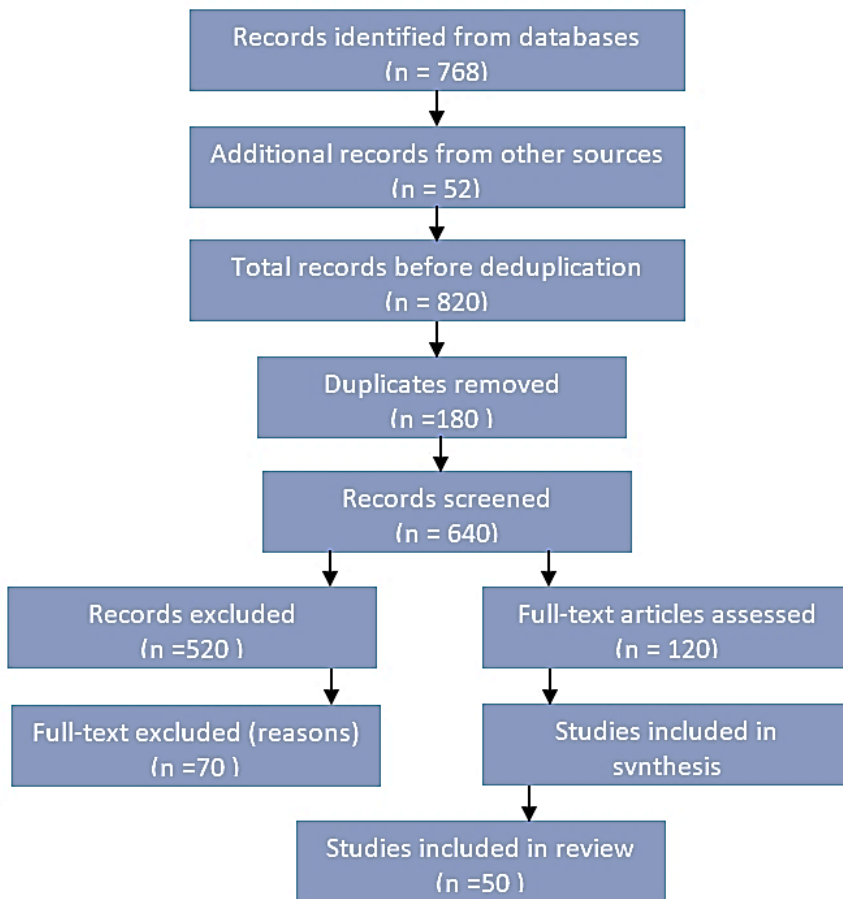 Records identified from databases
(n = 768)
Additional records from other sources
(n = 52)
Total records before deduplication
(n = 820)
Duplicates removed
(n =180 )
Records screened
(n = 640)
Records excluded
(n =520 )
Full-text articles assessed
(n = 120)
Full-text excluded (reasons)
(n =70 )
Studies included in
synthesis
Studies included in review
(n =50 )